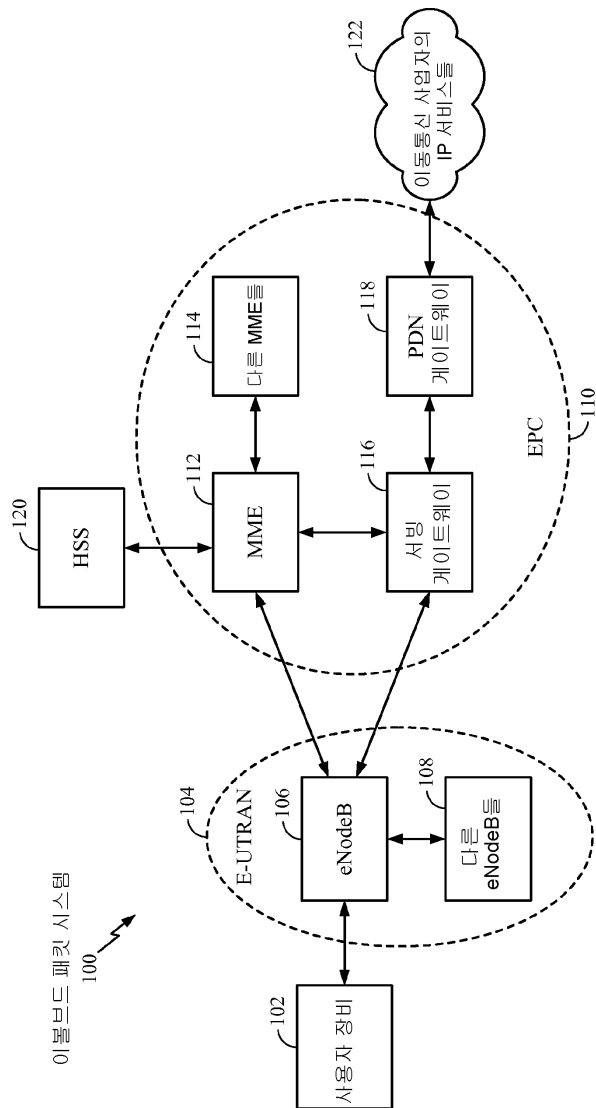 이볼브드 패킷 시스템
100
102
사용자 장비
104
E-UTRAN
106
eNodeB
108
다른
eNodeB들
120
HSS
112
MME
114
다른 MME들
116
서빙
게이트웨이
118
PDN
게이트웨이
EPC
110
122
이동통신 사업자의
IP 서비스들